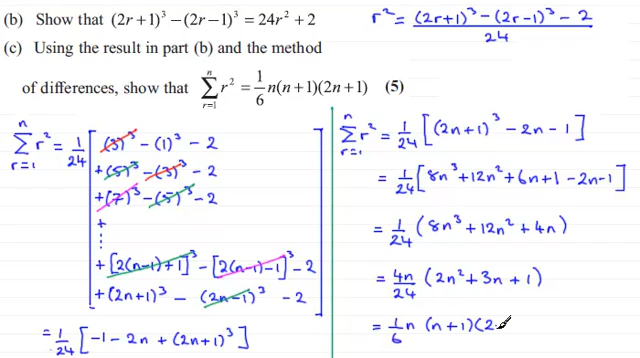 (b) Show that (2r+1)³ −(2r−1)³ = 24r² + 2
r² = ((2r+1)³ − (2r−1)³ − 2)/24
(c) Using the result in part (b) and the method
of differences, show that ∑_{r=1}^{n} r² = 1/6 n(n+1)(2n+1) (5)
∑_{r=1}^{n} r² = 1/24 [ (3)³ − (1)³ − 2
+ (5)³ − (3)³ − 2
+ (7)³ − (5)³ − 2
+
⋮
+ [2(n−1)+1]³ − [2(n−1)−1]³ − 2
+ (2n+1)³ − (2n−1)³ − 2 ]
= 1/24 [−1 − 2n + (2n+1)³]
∑_{r=1}^{n} r² = 1/24 [(2n+1)³ − 2n − 1]
= 1/24 [8n³ + 12n² + 6n + 1 − 2n − 1]
= 1/24 (8n³ + 12n² + 4n)
= 4n/24 (2n² + 3n + 1)
= 1/6 n (n+1)(2